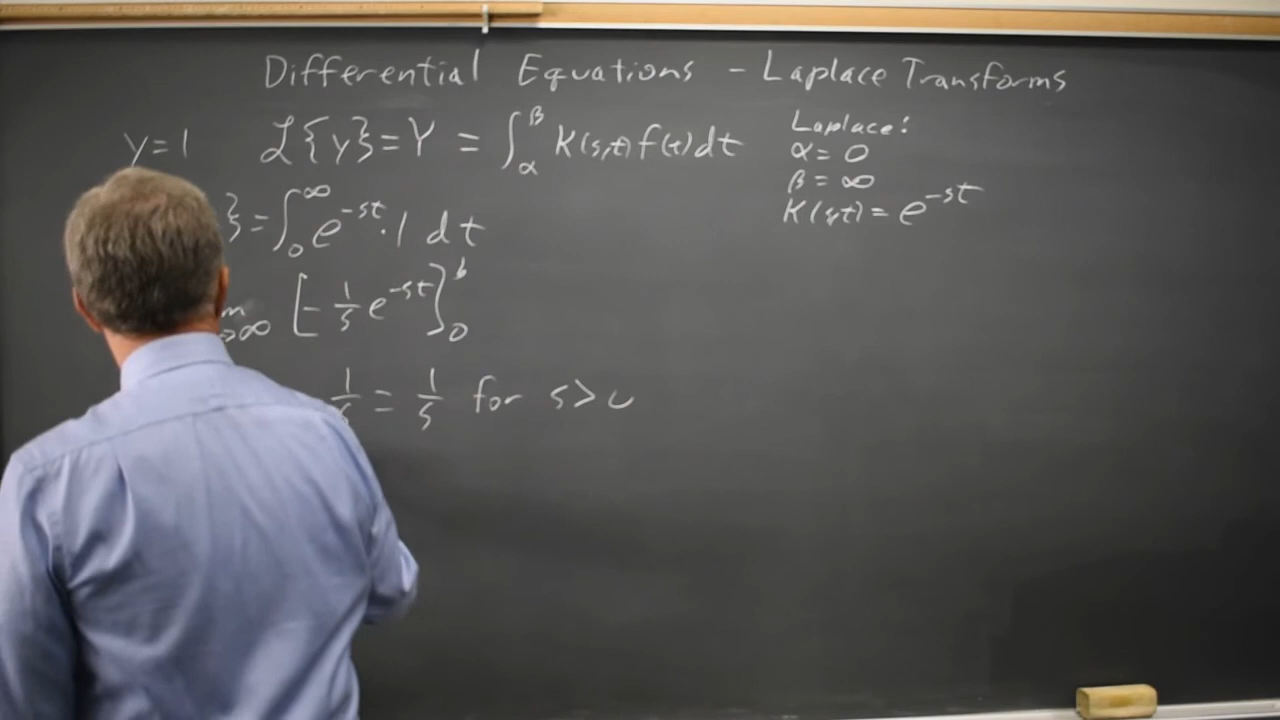 Differential Equations - Laplace Transforms
y=1 ℒ{y}=Y = ∫_α^β K(s,t)f(t)dt
}=∫_0^∞ e^{-st}·1 dt
→∞ [-1/s e^{-st}]_0^b
1/s = 1/s for s>0
Laplace:
α=0
β=∞
K(s,t)=e^{-st}